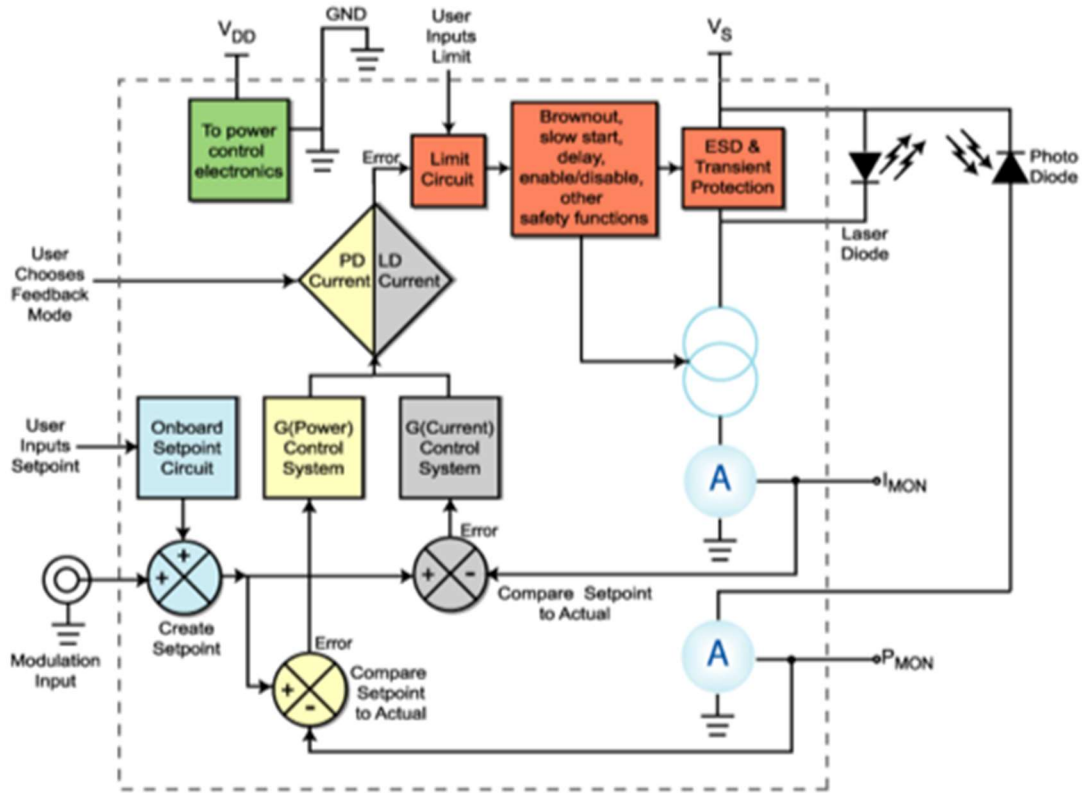 VDD
GND
User
Inputs
Limit
VS
To power
control
electronics
Error
Limit
Circuit
Brownout,
slow start,
delay,
enable/disable,
other
safety functions
ESD &
Transient
Protection
Photo
Diode
Laser
Diode
User
Chooses
Feedback
Mode
PD
Current
LD
Current
User
Inputs
Setpoint
Onboard
Setpoint
Circuit
G(Power)
Control
System
G(Current)
Control
System
A
IMON
Error
+
+
+ -
Compare Setpoint
to Actual
Create
Setpoint
Modulation
Input
Error
+
-
Compare
Setpoint
to Actual
A
PMON